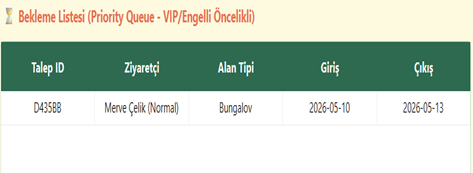 ⏳ Bekleme Listesi (Priority Queue - VIP/Engelli Öncelikli)
Talep ID Ziyaretçi Alan Tipi Giriş Çıkış
D435BB Merve Çelik (Normal) Bungalov 2026-05-10 2026-05-13